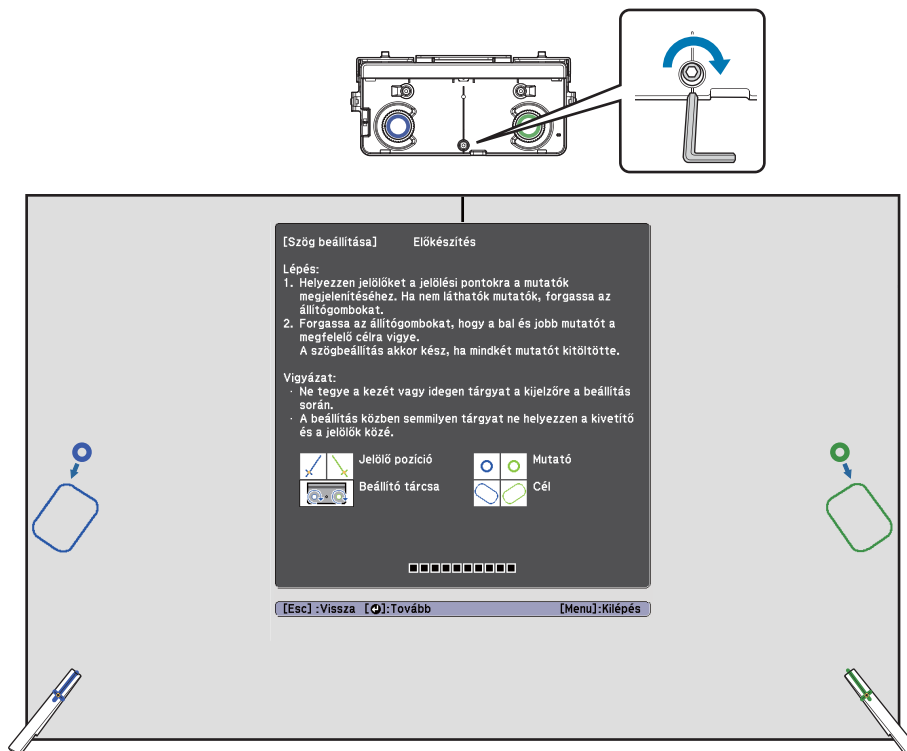 [Szög beállítása] Előkészítés
Lépés:
1. Helyezzen jelölőket a jelölési pontokra a mutatók
megjelenítéséhez. Ha nem láthatók mutatók, forgassa az
állítógombokat.
2. Forgassa az állítógombokat, hogy a bal és jobb mutatót a
megfelelő célra vigye.
A szögbeállítás akkor kész, ha mindkét mutatót kitöltötte.
Vigyázat:
· Ne tegye a kezét vagy idegen tárgyat a kijelzőre a beállítás
során.
· A beállítás közben semmilyen tárgyat ne helyezzen a kivetítő
és a jelölők közé.
Jelölő pozíció
Mutató
Beállító tárcsa
Cél
[Esc] :Vissza [⏎]:Tovább [Menu]:Kilépés